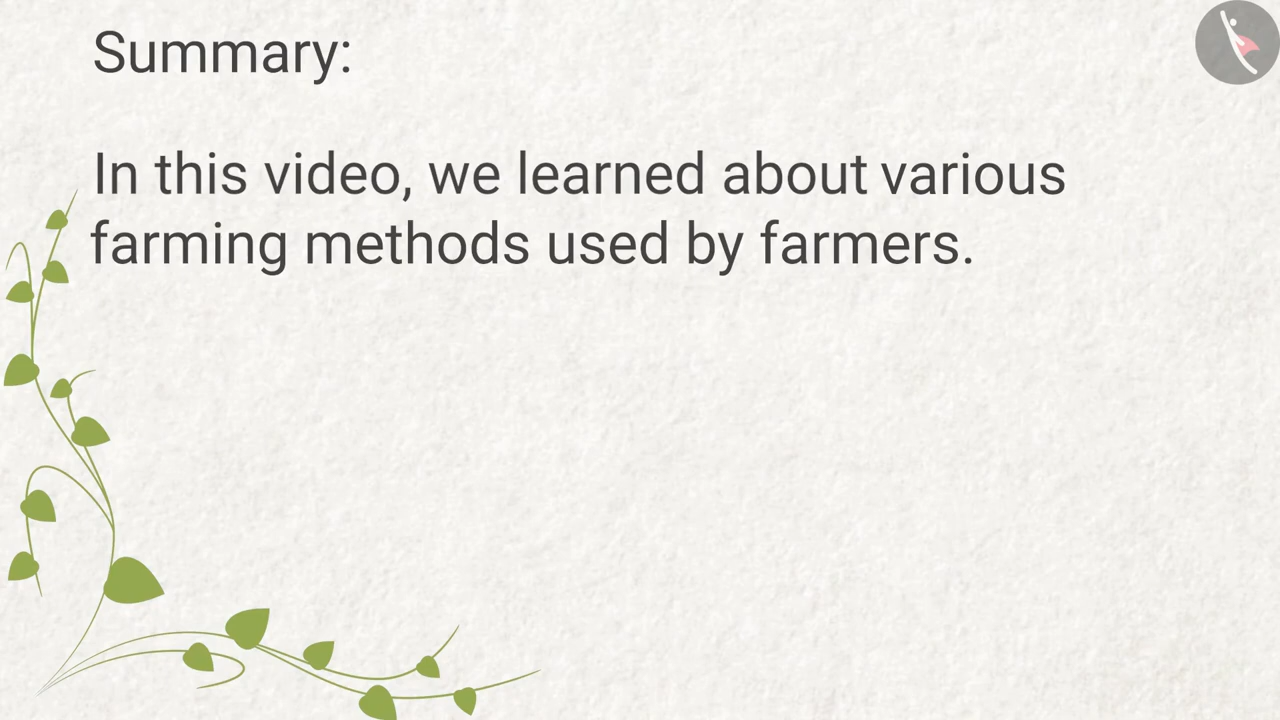 Summary:
In this video, we learned about various
farming methods used by farmers.